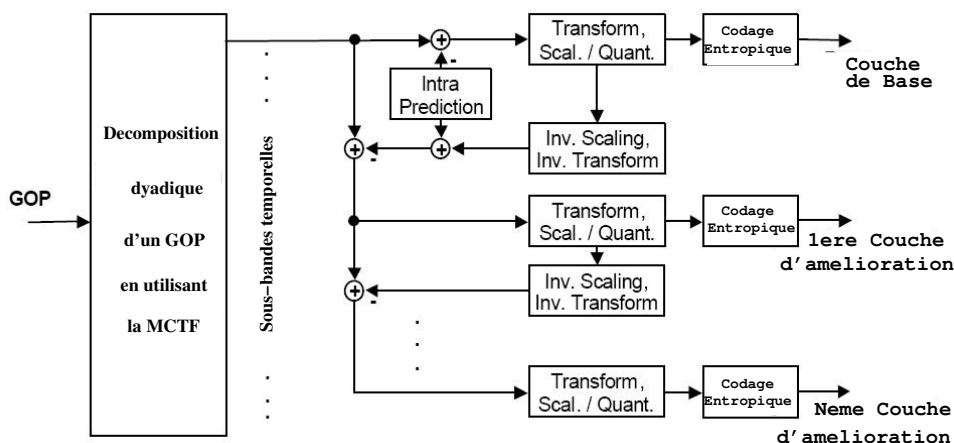 GOP
Decomposition
dyadique
d'un GOP
en utilisant
la MCTF
Sous-bandes temporelles
Transform,
Scal. / Quant.
Codage
Entropique
Couche
de Base
Intra
Prediction
Inv. Scaling,
Inv. Transform
Transform,
Scal. / Quant.
Codage
Entropique
1ere Couche
d'amelioration
Inv. Scaling,
Inv. Transform
Transform,
Scal. / Quant.
Codage
Entropique
Neme Couche
d'amelioration